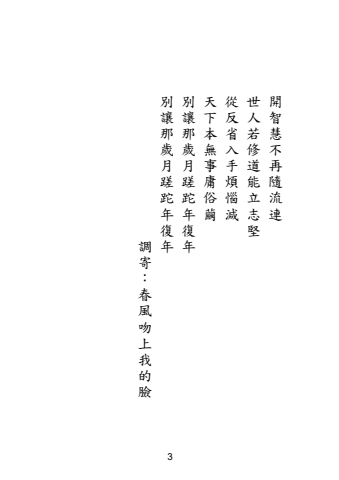 開智慧不再隨流連
世人若修道能立志堅
從反省入手煩惱減
天下本無事庸俗繭
別讓那歲月蹉跎年復年
別讓那歲月蹉跎年復年
調寄：春風吻上我的臉
3